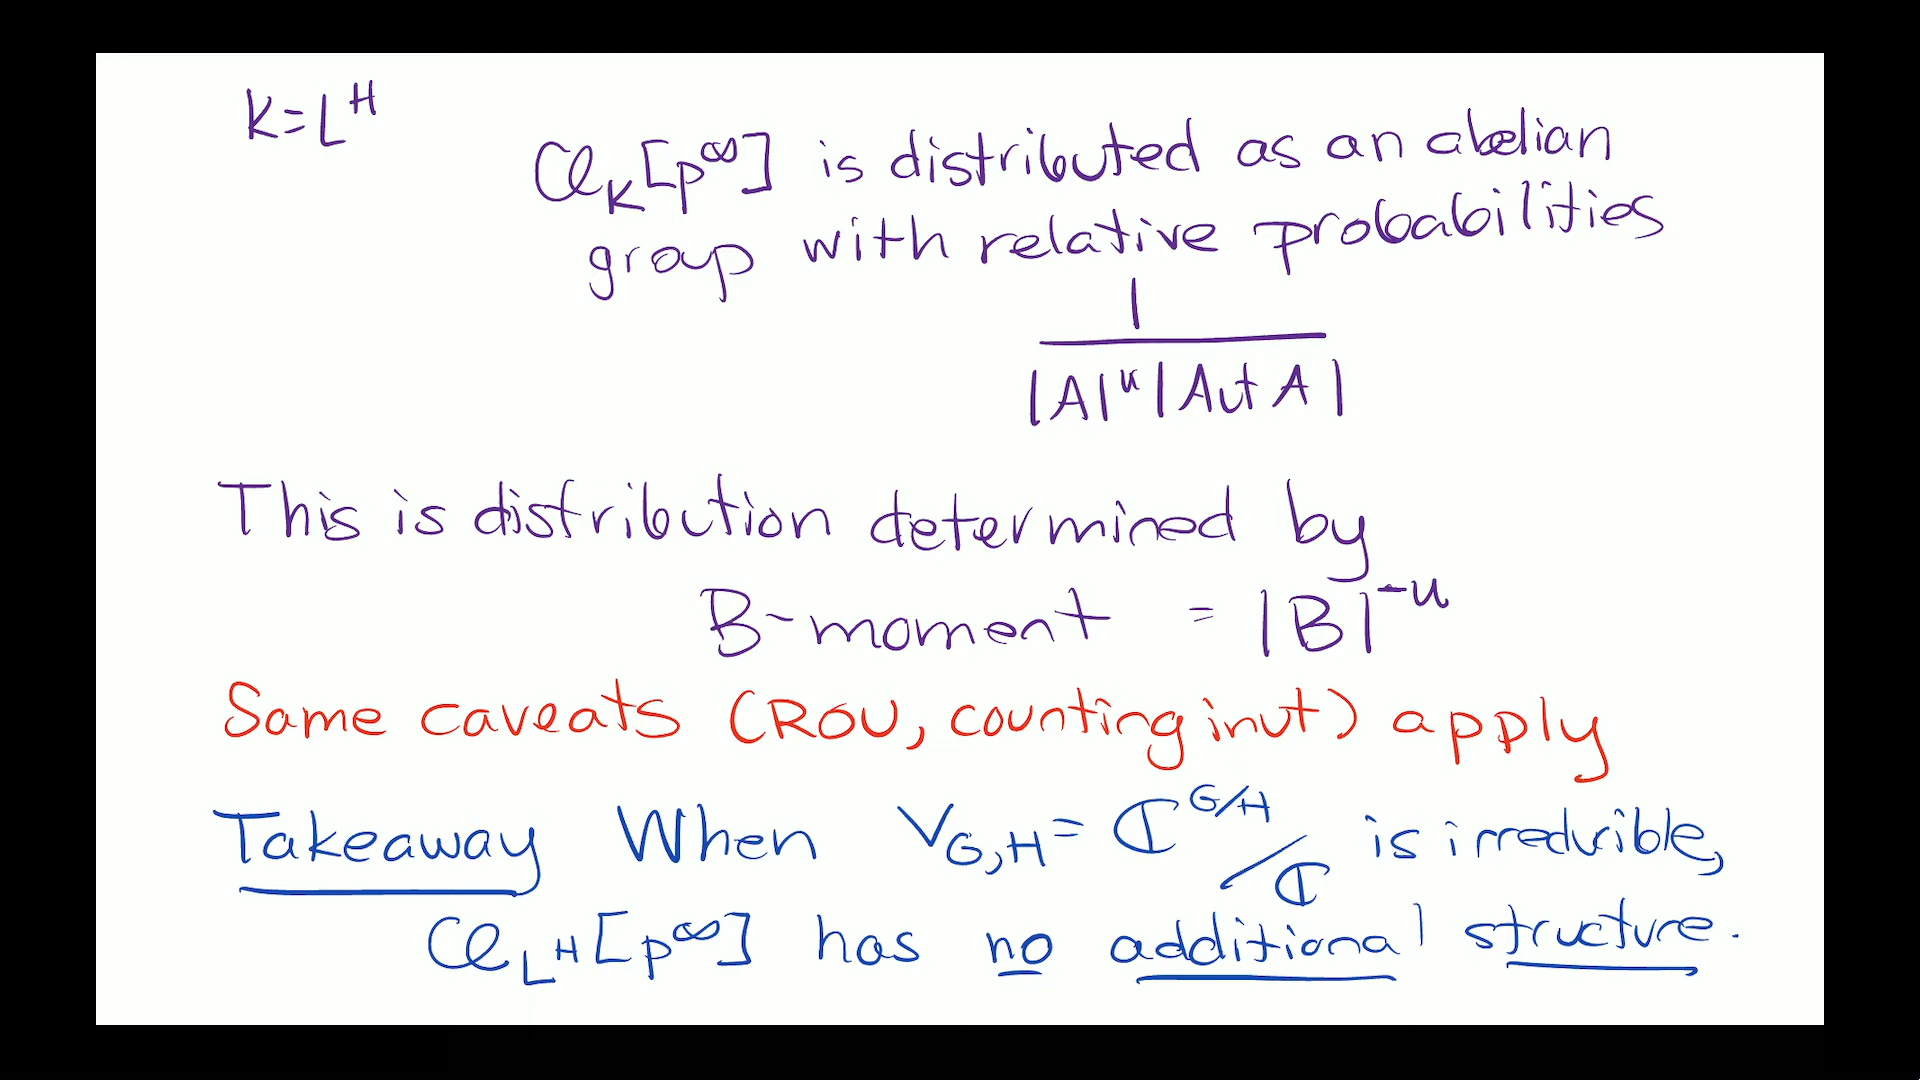 K=L^H
Cl_K[p^∞] is distributed as an abelian
group with relative probabilities
1
|A|^u |Aut A|
This is distribution determined by
B-moment = |B|^-u
Same caveats (ROU, counting invt) apply
Takeaway When V_G,H = ℂ^G/H / ℂ is irreducible,
Cl_L^H[p^∞] has no additional structure.